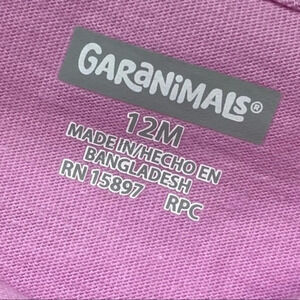 GARANIMALS®
12M
MADE IN/HECHO EN
BANGLADESH
RN 15897 RPC